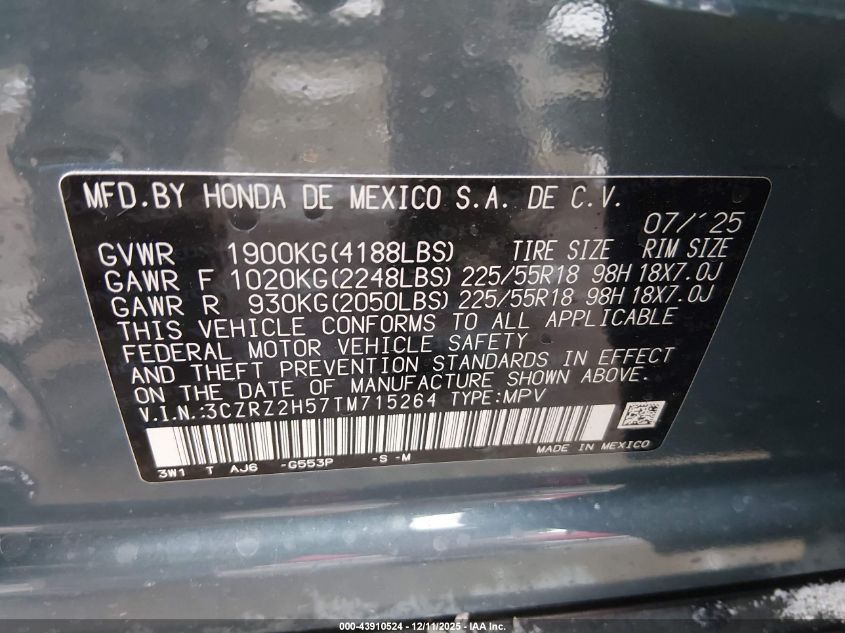 MFD.BY HONDA DE MEXICO S.A. DE C.V.
07/'25
GVWR 1900KG(4188LBS) TIRE SIZE RIM SIZE
GAWR F 1020KG(2248LBS) 225/55R18 98H 18X7.0J
GAWR R 930KG(2050LBS) 225/55R18 98H 18X7.0J
THIS VEHICLE CONFORMS TO ALL APPLICABLE
FEDERAL MOTOR VEHICLE SAFETY
AND THEFT PREVENTION STANDARDS IN EFFECT
ON THE DATE OF MANUFACTURE SHOWN ABOVE.
V.I.N.:3CZRZ2H57TM715264 TYPE:MPV
MADE IN MEXICO
3W1 T AJ6 -G553P -S -M
000-43910524 - 12/11/2025 - IAA Inc.